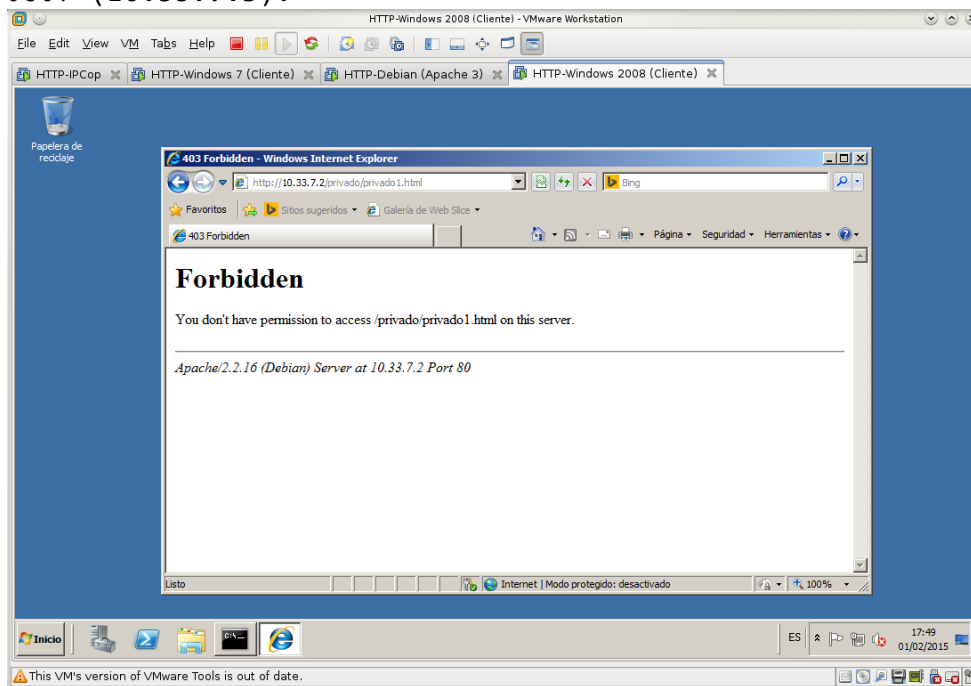 HTTP-Windows 2008 (Cliente) - VMware Workstation
File Edit View VM Tabs Help
HTTP-IPCop HTTP-Windows 7 (Cliente) HTTP-Debian (Apache 3) HTTP-Windows 2008 (Cliente)
Papelera de
reciclaje
403 Forbidden - Windows Internet Explorer
http://10.33.7.2/privado/privado1.html Bing
Favoritos Sitios sugeridos Galería de Web Slice
403 Forbidden Página Seguridad Herramientas
Forbidden
You don't have permission to access /privado/privado1.html on this server.
Apache/2.2.16 (Debian) Server at 10.33.7.2 Port 80
Listo Internet | Modo protegido: desactivado 100%
Inicio ES 17:49
01/02/2015
This VM's version of VMware Tools is out of date.